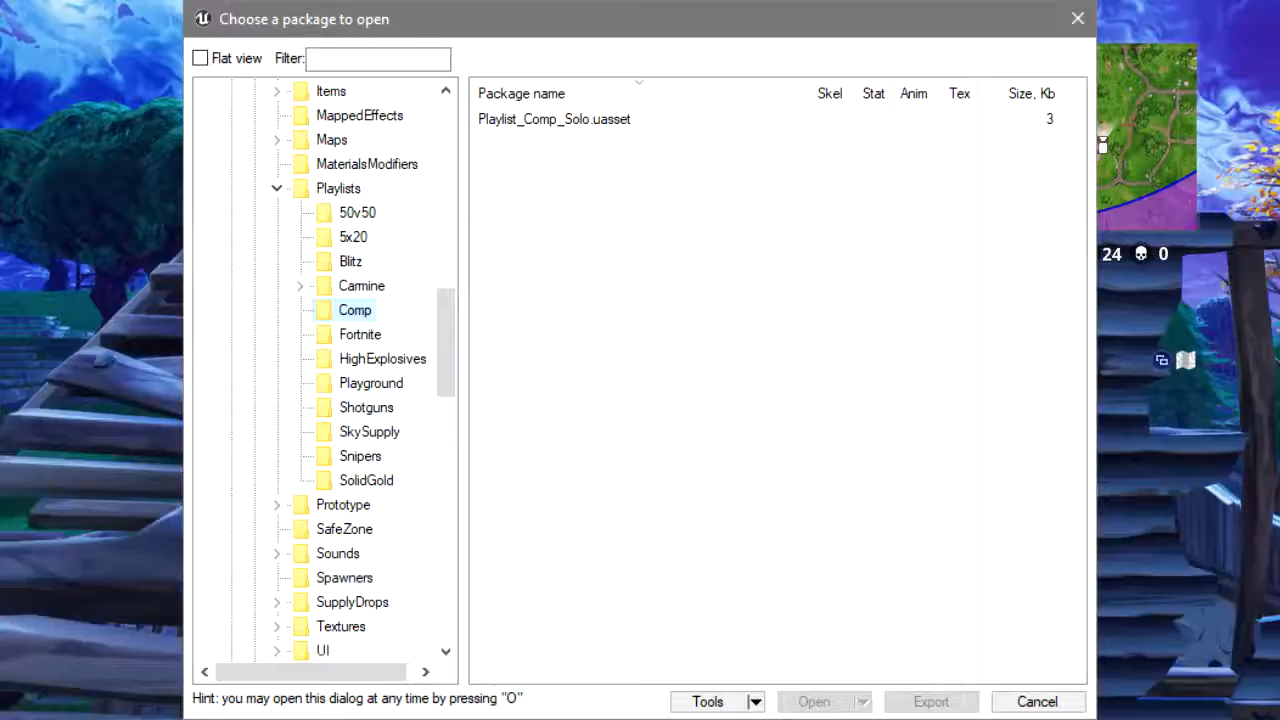 Choose a package to open
Flat view Filter:
Items
MappedEffects
Maps
MaterialsModifiers
Playlists
50v50
5x20
Blitz
Carmine
Comp
Fortnite
HighExplosives
Playground
Shotguns
SkySupply
Snipers
SolidGold
Prototype
SafeZone
Sounds
Spawners
SupplyDrops
Textures
UI
Package name Skel Stat Anim Tex Size, Kb
Playlist_Comp_Solo.uasset 3
24 0
Hint: you may open this dialog at any time by pressing "O"
Tools Open Export Cancel